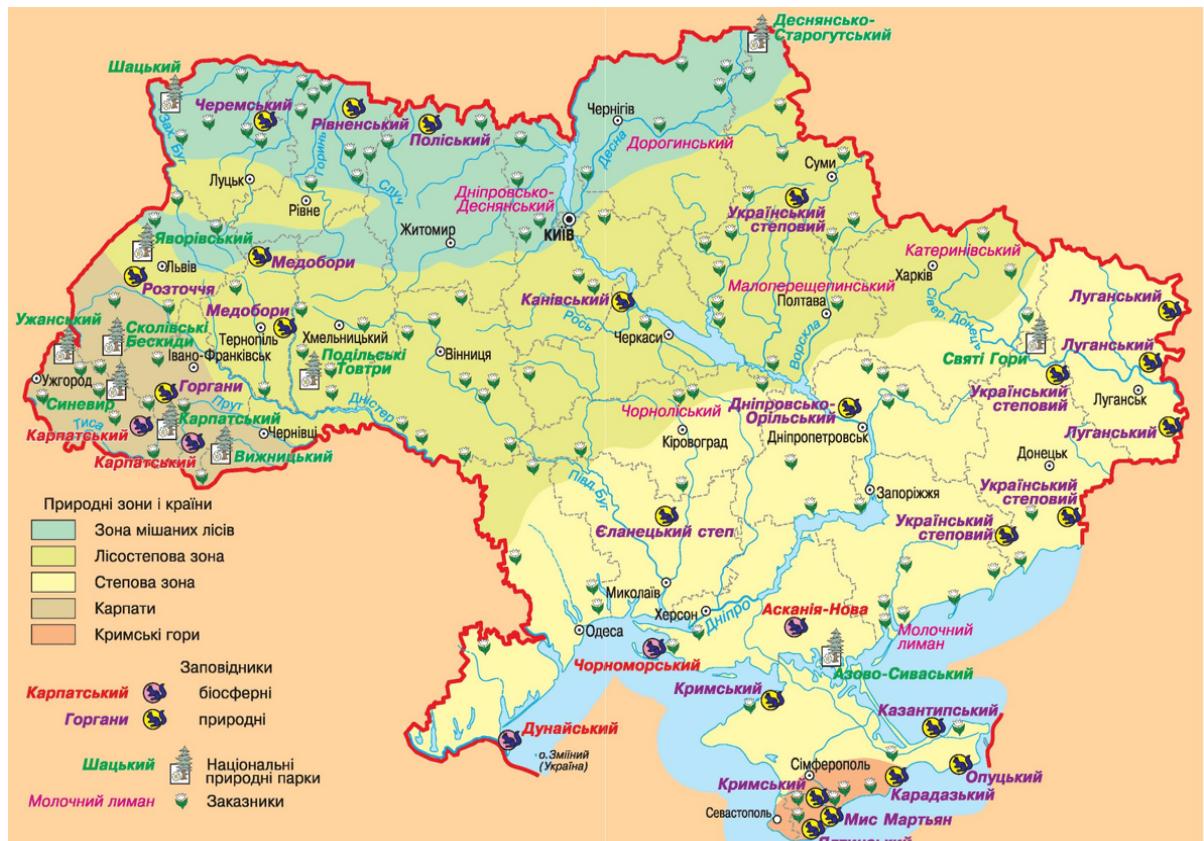 Деснянсько-
Старогутський
Шацький
Зах. Буг
Черемський
Рівненський
Поліський
Горинь
Случ
Чернігів
Десна
Дорогинський
Луцьк
Рівне
Житомир
Дніпровсько-
Деснянський
КИЇВ
Суми
Український
степовий
Яворівський
Львів
Розточчя
Медобори
Медобори
Тернопіль
Хмельницький
Канівський
Рось
Черкаси
Малоперещепинський
Полтава
Ворскла
Катеринівський
Харків
Сівер. Донець
Луганський
Ужанський
Сколівські
Бескиди
Івано-Франківськ
Подільські
Товтри
Вінниця
Святі Гори
Луганський
Український
степовий
Луганськ
Луганський
Ужгород
Синевир
Горгани
Тиса
Карпатський
Карпатський
Карпатський
Прут
Чернівці
Вижницький
Дністер
Чорноліський
Кіровоград
Дніпровсько-
Орільський
Дніпропетровськ
Донецьк
Український
степовий
Український
степовий
Запоріжжя
Півд. Буг
Єланецький степ
Миколаїв
Херсон
Дніпро
Одеса
Асканія-Нова
Молочний
лиман
Чорноморський
Азово-Сиваський
Кримський
Казантипський
Дунайський
о.Зміїний
(Україна)
Сімферополь
Кримський
Опуцький
Карадазький
Севастополь
Мис Мартьян
Природні зони і країни
Зона мішаних лісів
Лісостепова зона
Степова зона
Карпати
Кримські гори
Заповідники
Карпатський біосферні
Горгани природні
Шацький Національні
природні парки
Молочний лиман Заказники